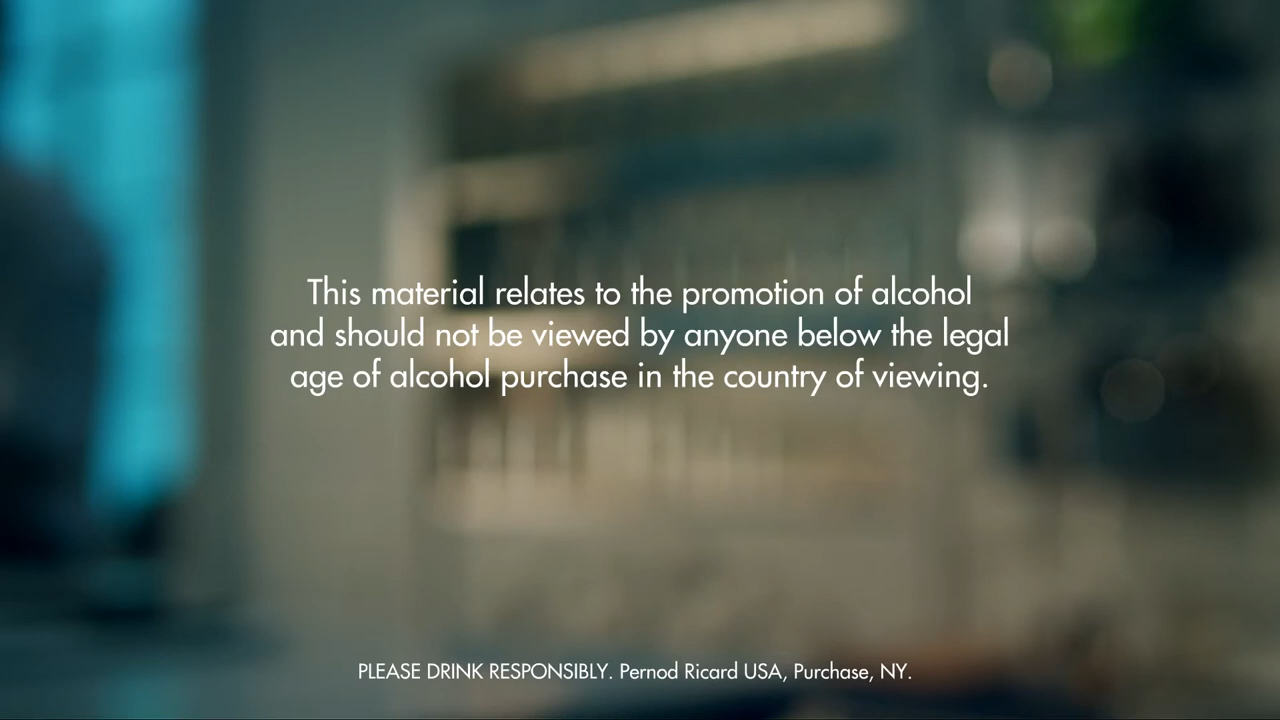 This material relates to the promotion of alcohol
and should not be viewed by anyone below the legal
age of alcohol purchase in the country of viewing.
PLEASE DRINK RESPONSIBLY. Pernod Ricard USA, Purchase, NY.